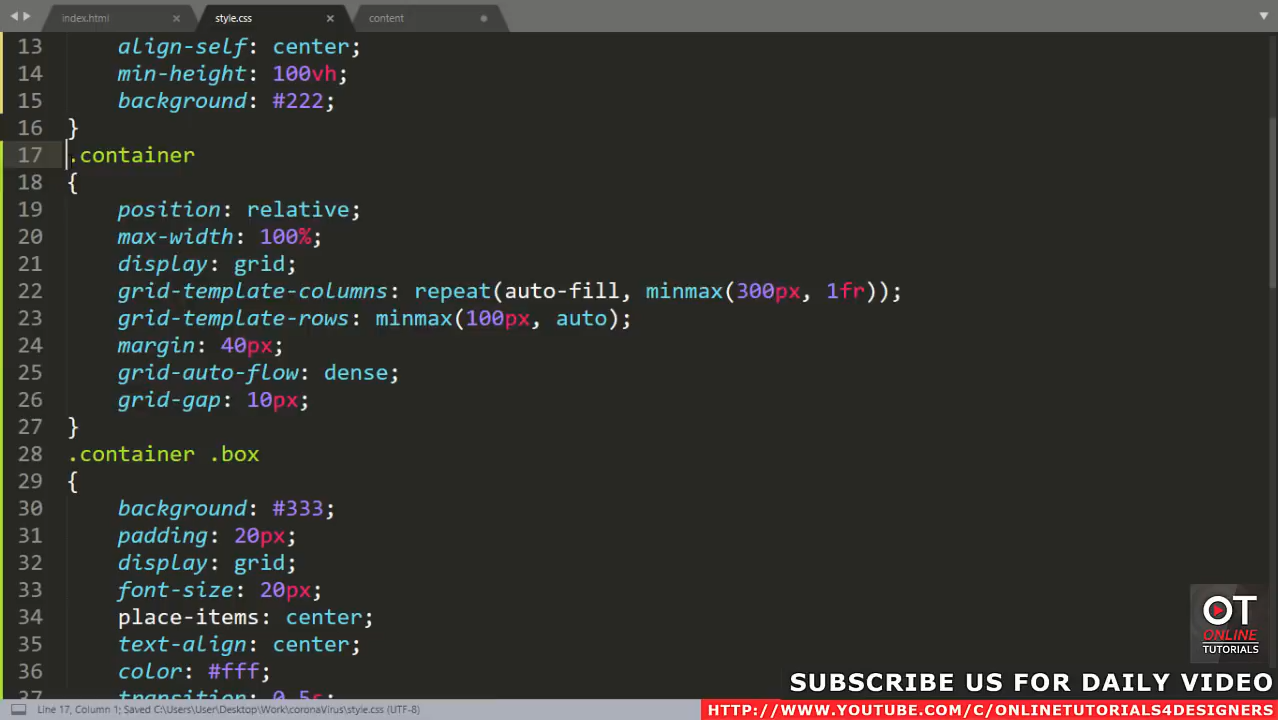 index.html
style.css
content
13 align-self: center;
14 min-height: 100vh;
15 background: #222;
16 }
17 .container
18 {
19 position: relative;
20 max-width: 100%;
21 display: grid;
22 grid-template-columns: repeat(auto-fill, minmax(300px, 1fr));
23 grid-template-rows: minmax(100px, auto);
24 margin: 40px;
25 grid-auto-flow: dense;
26 grid-gap: 10px;
27 }
28 .container .box
29 {
30 background: #333;
31 padding: 20px;
32 display: grid;
33 font-size: 20px;
34 place-items: center;
35 text-align: center;
36 color: #fff;
37 transition: 0.5s;
OT
ONLINE
TUTORIALS
SUBSCRIBE US FOR DAILY VIDEO
Line 17, Column 1; Saved C:\Users\User\Desktop\Work\coronaVirus\style.css (UTF-8)
HTTP://WWW.YOUTUBE.COM/C/ONLINETUTORIALS4DESIGNERS